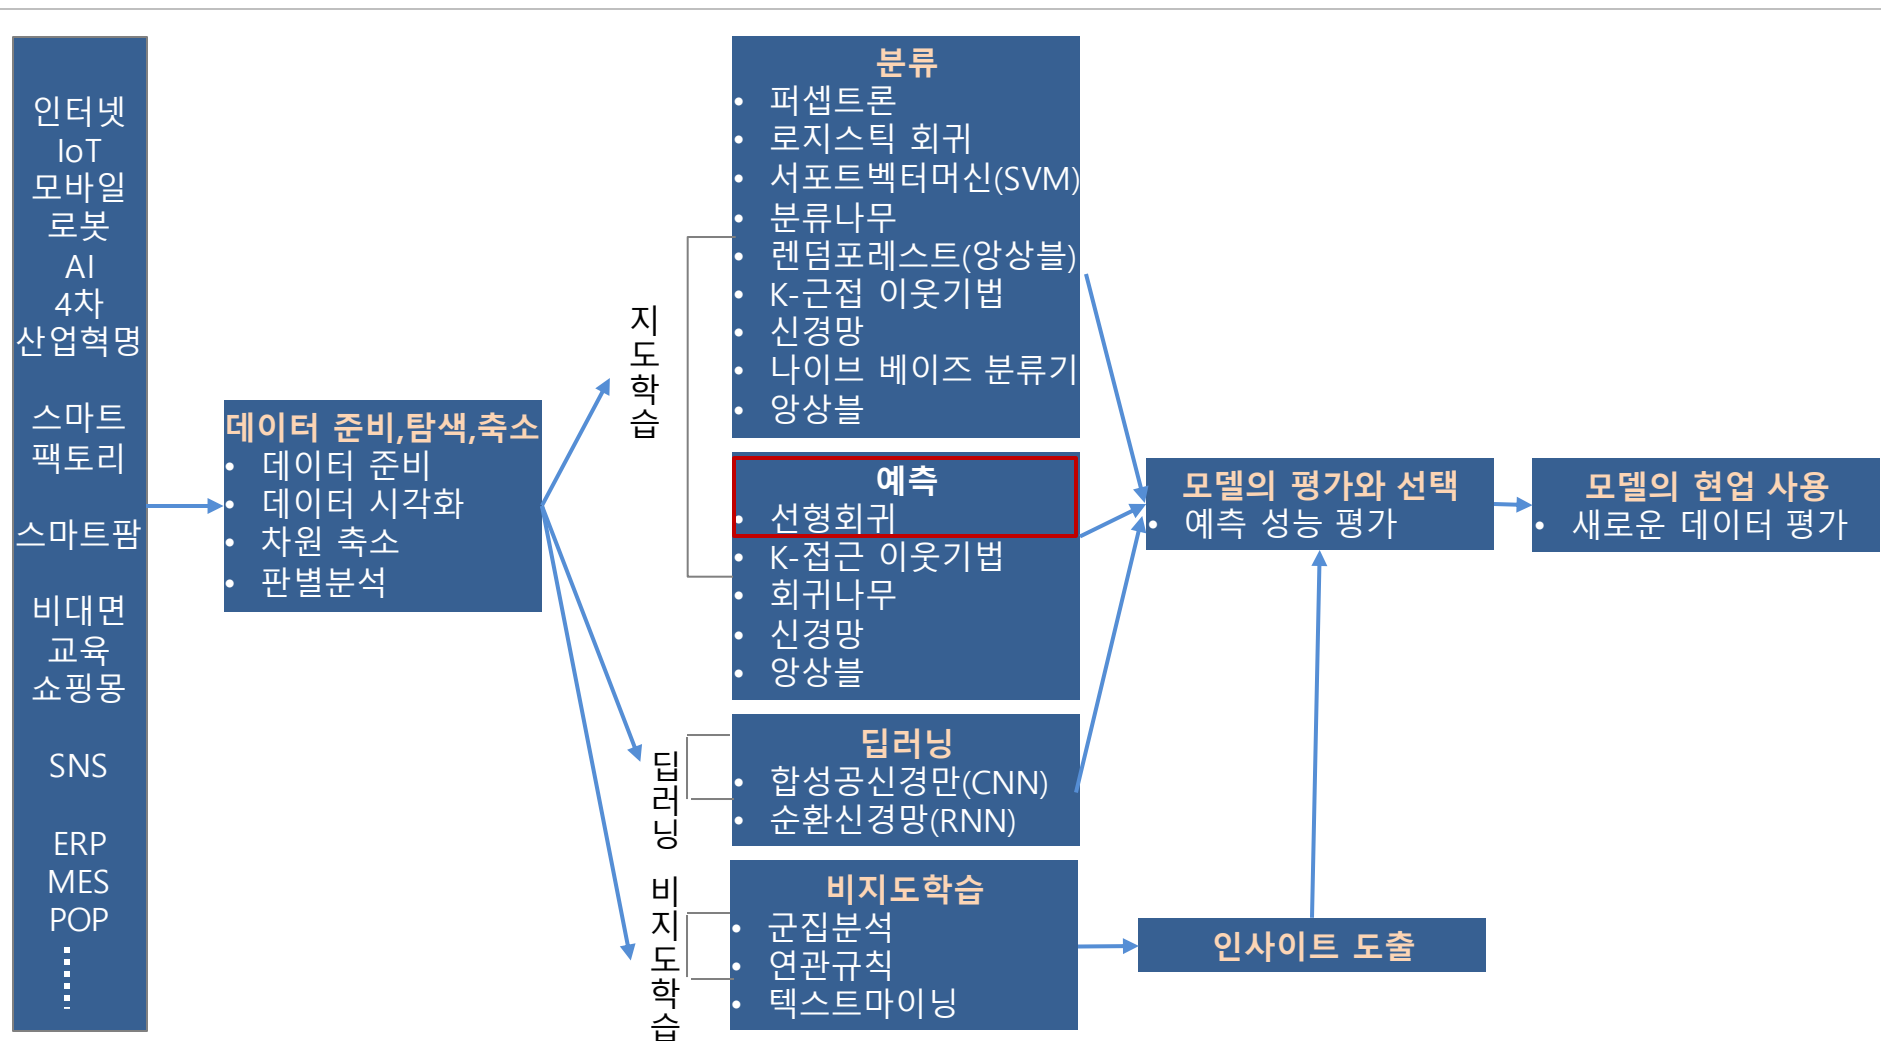 인터넷
IoT
모바일
로봇
AI
4차
산업혁명
스마트
팩토리
스마트팜
비대면
교육
쇼핑몽
SNS
ERP
MES
POP
데이터 준비,탐색,축소
• 데이터 준비
• 데이터 시각화
• 차원 축소
• 판별분석
지도학습
분류
• 퍼셉트론
• 로지스틱 회귀
• 서포트벡터머신(SVM)
• 분류나무
• 렌덤포레스트(앙상블)
• K-근접 이웃기법
• 신경망
• 나이브 베이즈 분류기
• 앙상블
예측
• 선형회귀
• K-접근 이웃기법
• 회귀나무
• 신경망
• 앙상블
딥러닝
딥러닝
• 합성공신경만(CNN)
• 순환신경망(RNN)
비지도학습
비지도학습
• 군집분석
• 연관규칙
• 텍스트마이닝
모델의 평가와 선택
• 예측 성능 평가
인사이트 도출
모델의 현업 사용
• 새로운 데이터 평가